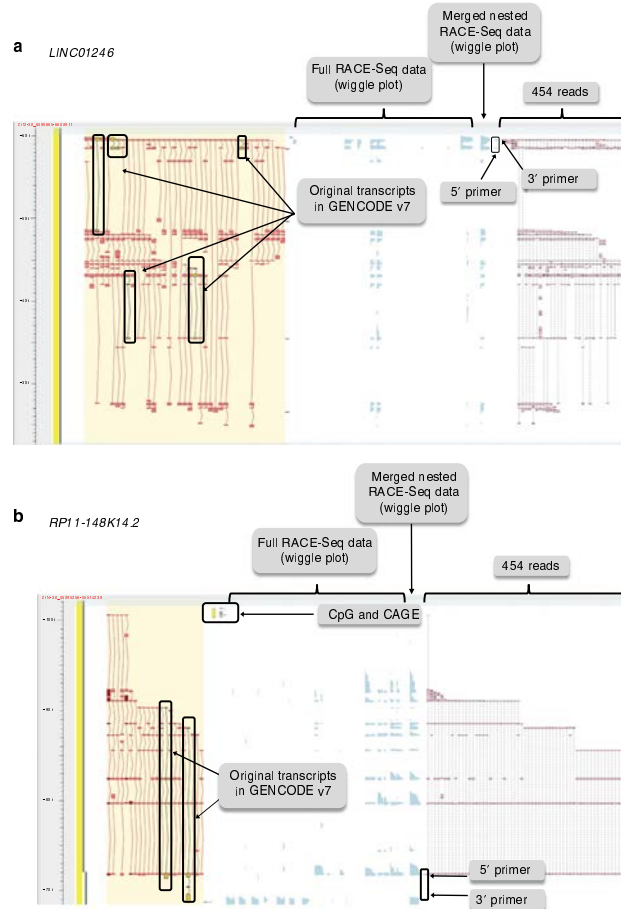 Merged nested
RACE-Seq data
(wiggle plot)
a
LINC01246
Full RACE-Seq data
(wiggle plot)
454 reads
5′ primer
3′ primer
Original transcripts
in GENCODE v7
Merged nested
RACE-Seq data
(wiggle plot)
b
RP11-148K14.2
Full RACE-Seq data
(wiggle plot)
454 reads
CpG and CAGE
Original transcripts
in GENCODE v7
5′ primer
3′ primer